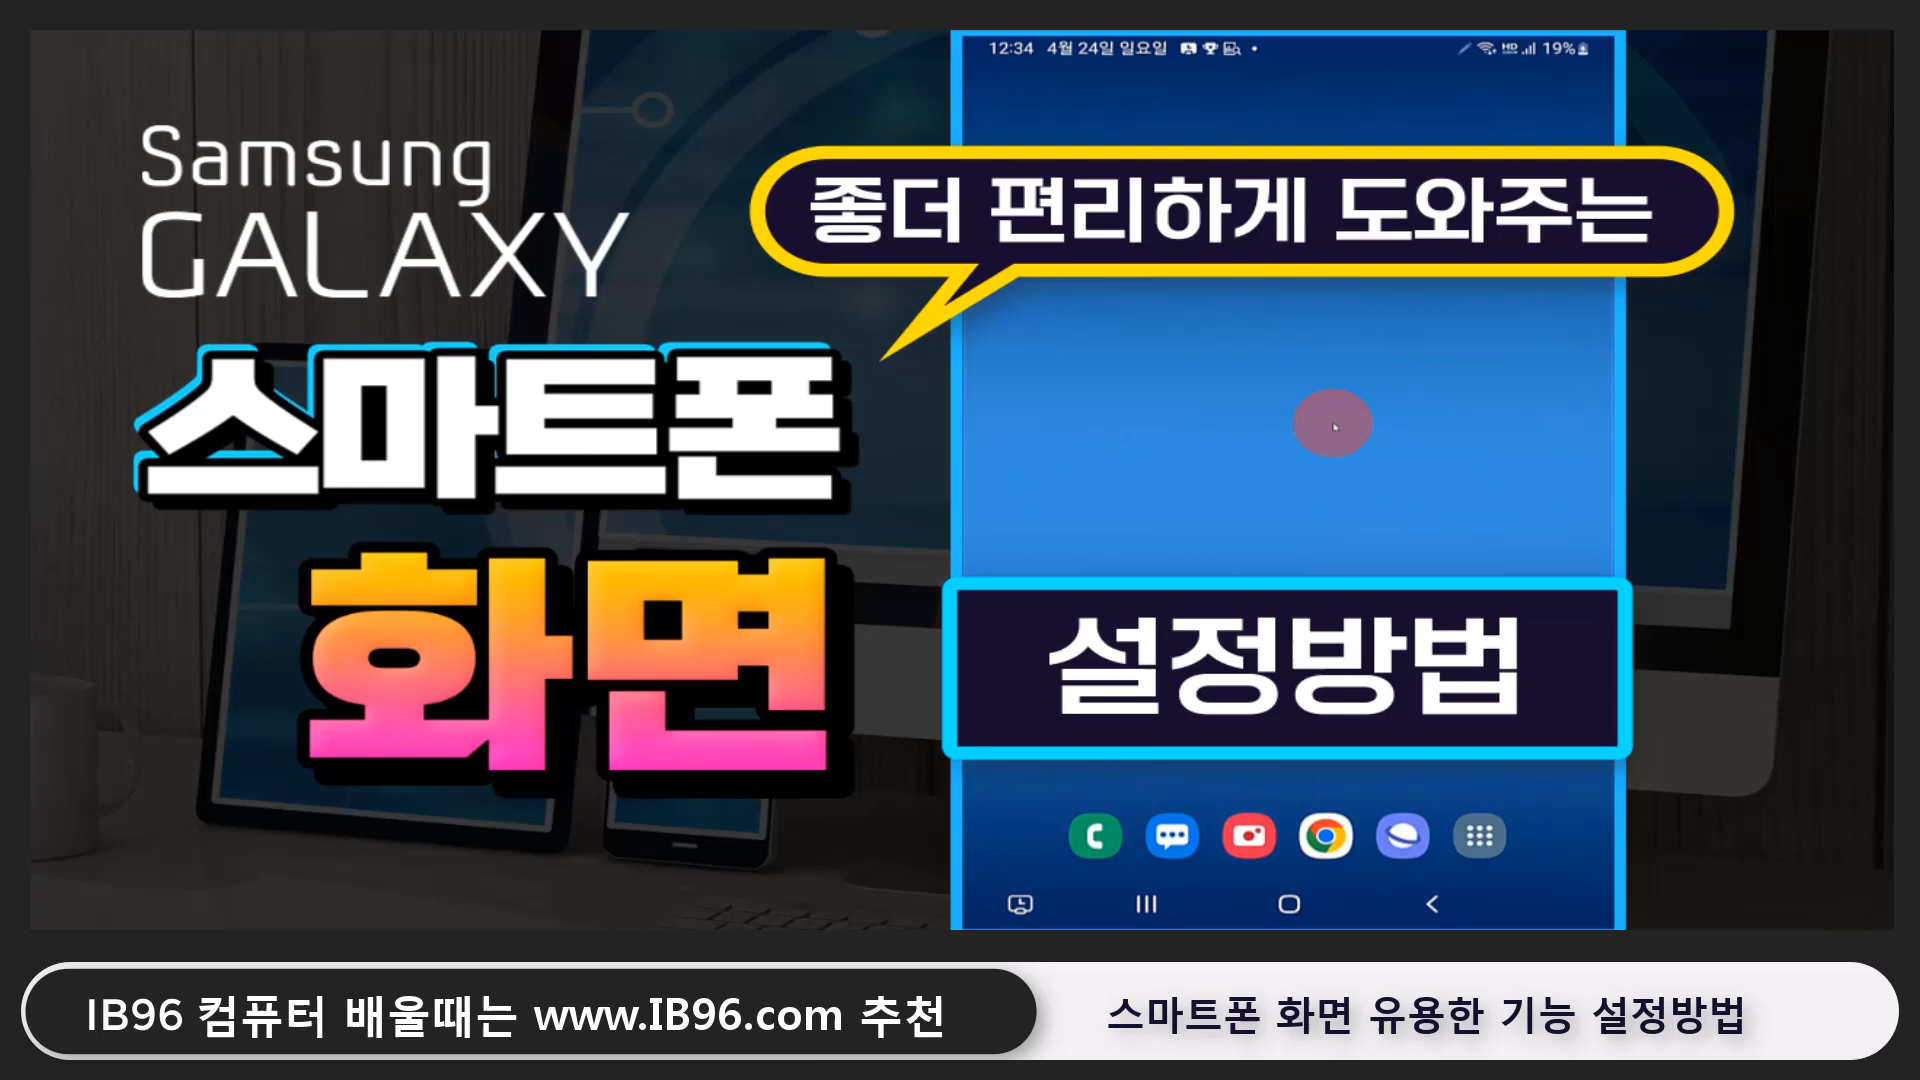 12:34 4월 24일 일요일
HD 19%
Samsung
GALAXY
좋더 편리하게 도와주는
스마트폰
화면
설정방법
IB96 컴퓨터 배울때는 www.IB96.com 추천
스마트폰 화면 유용한 기능 설정방법